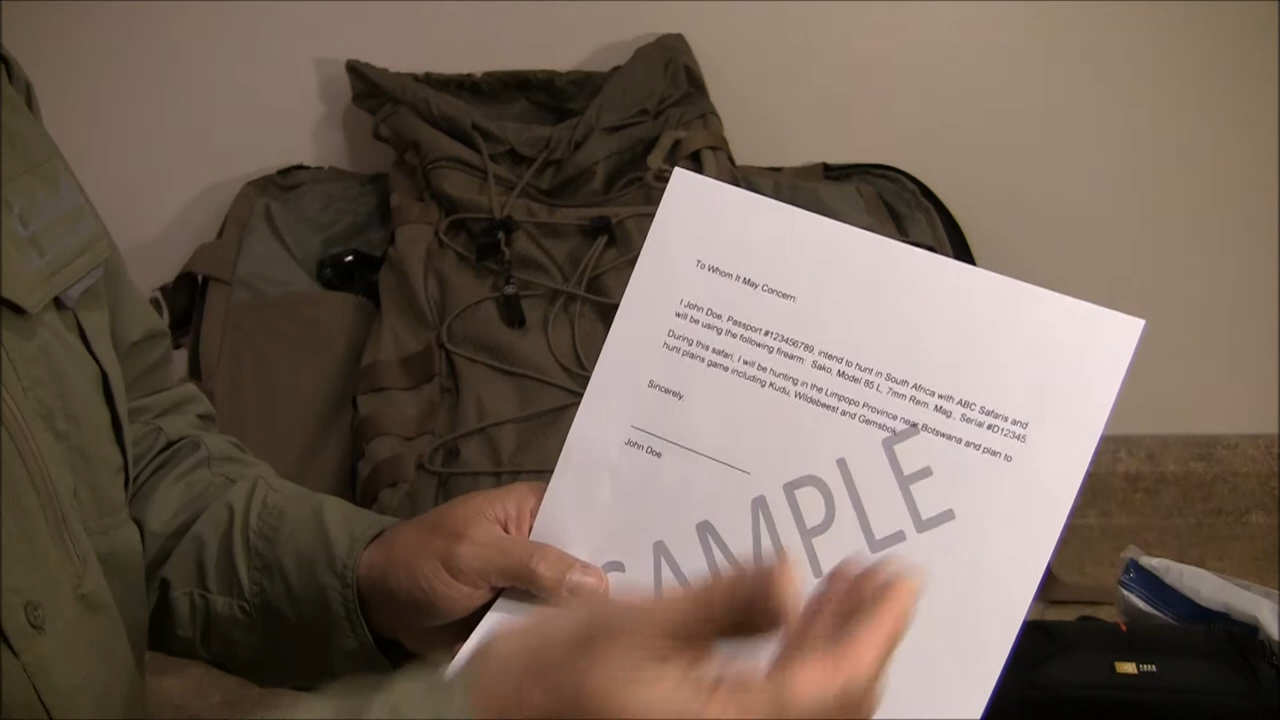 To Whom It May Concern:
I John Doe, Passport #123456789, intend to hunt in South Africa with ABC Safaris and
will be using the following firearm: Sako, Model 85 L, 7mm Rem. Mag., Serial #D12345.
During this safari, I will be hunting in the Limpopo Province near Botswana and plan to
hunt plains game including Kudu, Wildebeest and Gemsbok.
Sincerely,
John Doe
SAMPLE